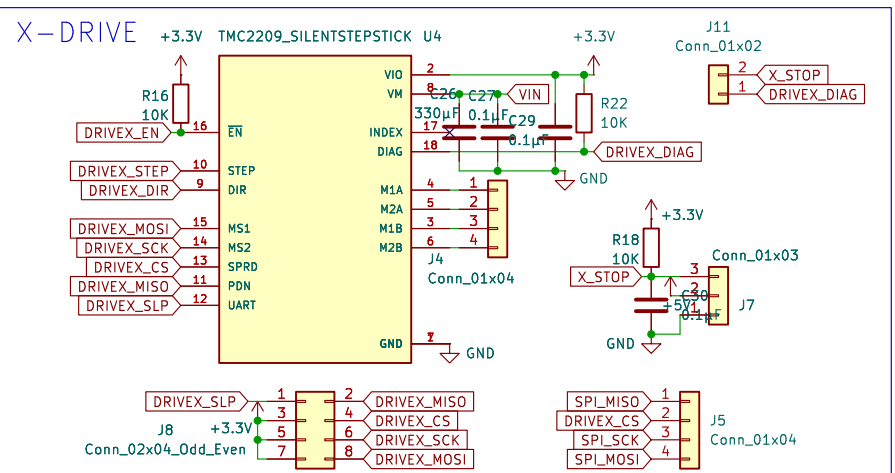 X-DRIVE
+3.3V
TMC2209_SILENTSTEPSTICK U4
+3.3V
J11
Conn_01x02
VIO 2
2 X_STOP
1 DRIVEX_DIAG
R16
10K
VM 8
C26
330µF
C27
0.1µF
VIN
R22
10K
C29
0.1µF
DRIVEX_EN 16 EN
INDEX 17
DIAG 18
DRIVEX_DIAG
DRIVEX_STEP 10 STEP
DRIVEX_DIR 9 DIR
GND
M1A 4 1
M2A 5 2
M1B 3 3
M2B 6 4
J4
Conn_01x04
DRIVEX_MOSI 15 MS1
DRIVEX_SCK 14 MS2
DRIVEX_CS 13 SPRD
DRIVEX_MISO 11 PDN
DRIVEX_SLP 12 UART
+3.3V
R18
10K
Conn_01x03
X_STOP
3
2
1
C30
+5V
0.1µF
J7
GND
GND
GND
DRIVEX_SLP 1 2 DRIVEX_MISO
3 4 DRIVEX_CS
5 6 DRIVEX_SCK
7 8 DRIVEX_MOSI
J8
+3.3V
Conn_02x04_Odd_Even
SPI_MISO 1
DRIVEX_CS 2
SPI_SCK 3
SPI_MOSI 4
J5
Conn_01x04